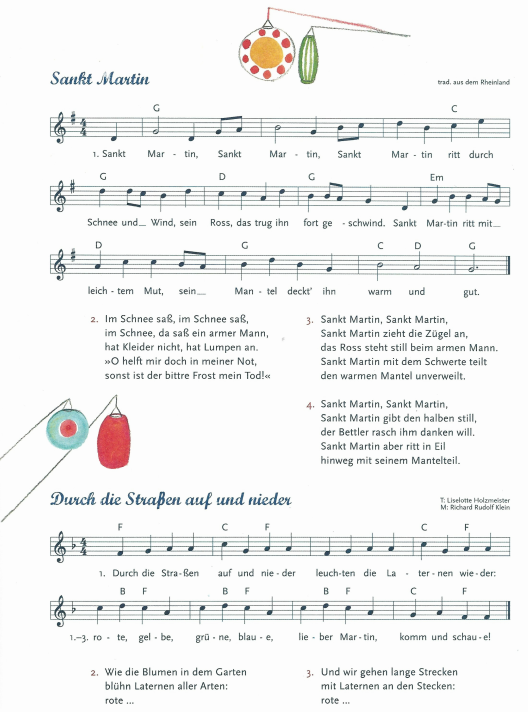 Sankt Martin
trad. aus dem Rheinland
G C
1. Sankt Mar - tin, Sankt Mar - tin, Sankt Mar - tin ritt durch
G D G Em
Schnee und_ Wind, sein Ross, das trug ihn fort ge - schwind. Sankt Mar-tin ritt mit_
D G C D G
leich - tem Mut, sein_ Man - tel deckt' ihn warm und gut.
2. Im Schnee saß, im Schnee saß,
im Schnee, da saß ein armer Mann,
hat Kleider nicht, hat Lumpen an.
»O helft mir doch in meiner Not,
sonst ist der bittre Frost mein Tod!«
3. Sankt Martin, Sankt Martin,
Sankt Martin zieht die Zügel an,
das Ross steht still beim armen Mann.
Sankt Martin mit dem Schwerte teilt
den warmen Mantel unverweilt.
4. Sankt Martin, Sankt Martin,
Sankt Martin gibt den halben still,
der Bettler rasch ihm danken will.
Sankt Martin aber ritt in Eil
hinweg mit seinem Mantelteil.
Durch die Straßen auf und nieder
T: Liselotte Holzmeister
M: Richard Rudolf Klein
F C F C F
1. Durch die Stra-ßen auf und nie-der leuch-ten die La - ter-nen wie-der:
B F B F B F C F
1.–3. ro - te, gel - be, grü - ne, blau - e, lie - ber Mar - tin, komm und schau - e!
2. Wie die Blumen in dem Garten
blühn Laternen aller Arten:
rote ...
3. Und wir gehen lange Strecken
mit Laternen an den Stecken:
rote ...